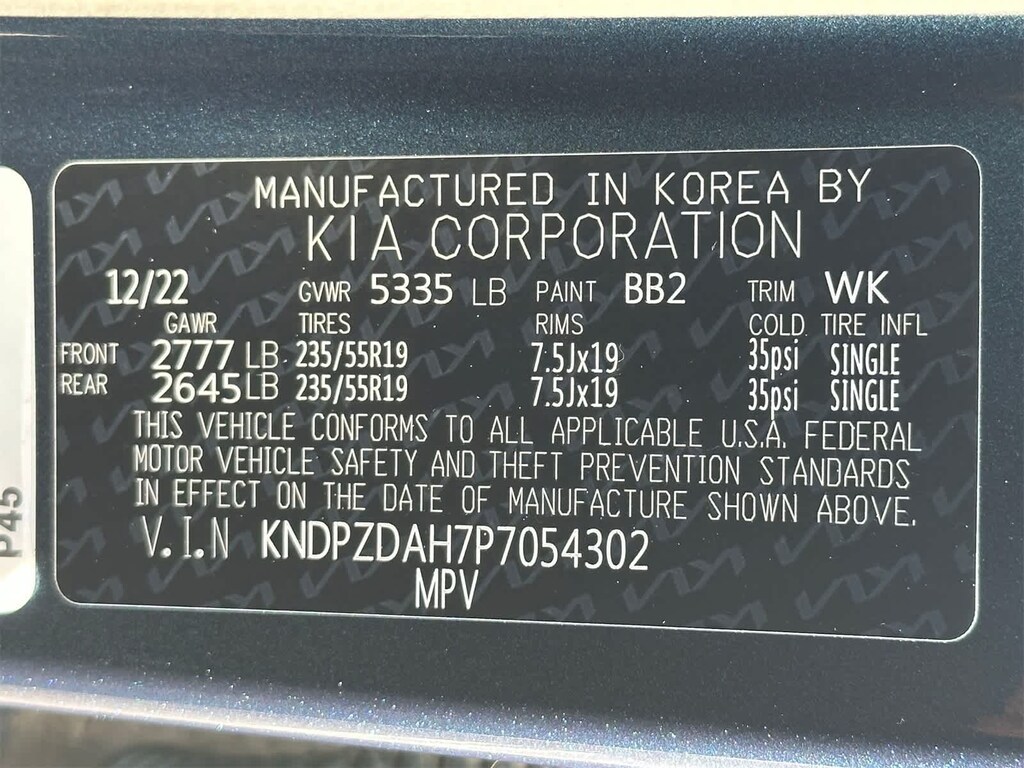 MANUFACTURED IN KOREA BY
KIA CORPORATION
12/22 GVWR 5335 LB PAINT BB2 TRIM WK
GAWR TIRES RIMS COLD TIRE INFL
FRONT 2777 LB 235/55R19 7.5Jx19 35psi SINGLE
REAR 2645 LB 235/55R19 7.5Jx19 35psi SINGLE
THIS VEHICLE CONFORMS TO ALL APPLICABLE U.S.A. FEDERAL
MOTOR VEHICLE SAFETY AND THEFT PREVENTION STANDARDS
IN EFFECT ON THE DATE OF MANUFACTURE SHOWN ABOVE.
V.I.N KNDPZDAH7P7054302
MPV
P45